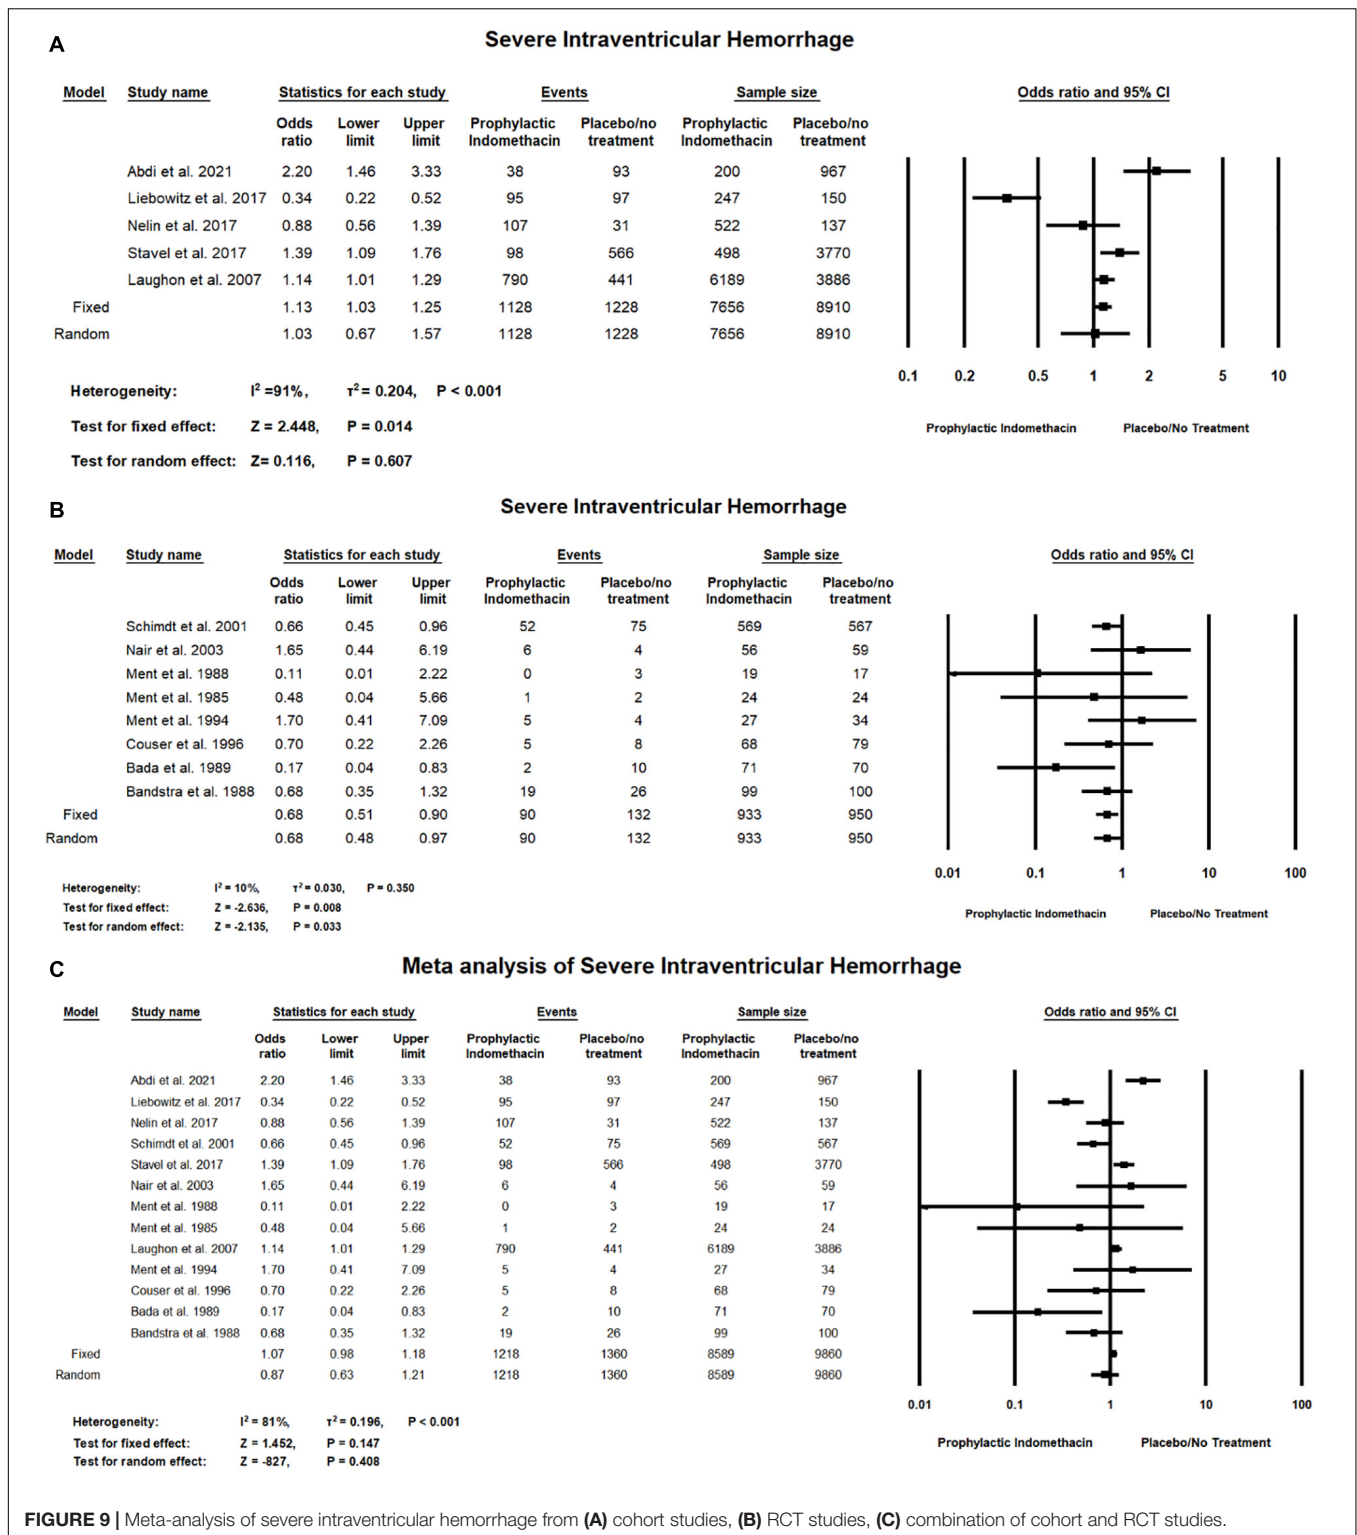 A
Severe Intraventricular Hemorrhage
Model Study name Statistics for each study Events Sample size Odds ratio and 95% CI
Odds Lower Upper Prophylactic Placebo/no Prophylactic Placebo/no
ratio limit limit Indomethacin treatment Indomethacin treatment
Abdi et al. 2021 2.20 1.46 3.33 38 93 200 967
Liebowitz et al. 2017 0.34 0.22 0.52 95 97 247 150
Nelin et al. 2017 0.88 0.56 1.39 107 31 522 137
Stavel et al. 2017 1.39 1.09 1.76 98 566 498 3770
Laughon et al. 2007 1.14 1.01 1.29 790 441 6189 3886
Fixed 1.13 1.03 1.25 1128 1228 7656 8910
Random 1.03 0.67 1.57 1128 1228 7656 8910
0.1 0.2 0.5 1 2 5 10
Heterogeneity: I² =91%, τ² = 0.204, P < 0.001
Prophylactic Indomethacin Placebo/No Treatment
Test for fixed effect: Z = 2.448, P = 0.014
Test for random effect: Z= 0.116, P = 0.607
B
Severe Intraventricular Hemorrhage
Model Study name Statistics for each study Events Sample size Odds ratio and 95% CI
Odds Lower Upper Prophylactic Placebo/no Prophylactic Placebo/no
ratio limit limit Indomethacin treatment Indomethacin treatment
Schimdt et al. 2001 0.66 0.45 0.96 52 75 569 567
Nair et al. 2003 1.65 0.44 6.19 6 4 56 59
Ment et al. 1988 0.11 0.01 2.22 0 3 19 17
Ment et al. 1985 0.48 0.04 5.66 1 2 24 24
Ment et al. 1994 1.70 0.41 7.09 5 4 27 34
Couser et al. 1996 0.70 0.22 2.26 5 8 68 79
Bada et al. 1989 0.17 0.04 0.83 2 10 71 70
Bandstra et al. 1988 0.68 0.35 1.32 19 26 99 100
Fixed 0.68 0.51 0.90 90 132 933 950
Random 0.68 0.48 0.97 90 132 933 950
0.01 0.1 1 10 100
Heterogeneity: I² = 10%, τ² = 0.030, P = 0.350
Test for fixed effect: Z = -2.636, P = 0.008
Prophylactic Indomethacin Placebo/No Treatment
Test for random effect: Z = -2.135, P = 0.033
C
Meta analysis of Severe Intraventricular Hemorrhage
Model Study name Statistics for each study Events Sample size Odds ratio and 95% CI
Odds Lower Upper Prophylactic Placebo/no Prophylactic Placebo/no
ratio limit limit Indomethacin treatment Indomethacin treatment
Abdi et al. 2021 2.20 1.46 3.33 38 93 200 967
Liebowitz et al. 2017 0.34 0.22 0.52 95 97 247 150
Nelin et al. 2017 0.88 0.56 1.39 107 31 522 137
Schimdt et al. 2001 0.66 0.45 0.96 52 75 569 567
Stavel et al. 2017 1.39 1.09 1.76 98 566 498 3770
Nair et al. 2003 1.65 0.44 6.19 6 4 56 59
Ment et al. 1988 0.11 0.01 2.22 0 3 19 17
Ment et al. 1985 0.48 0.04 5.66 1 2 24 24
Laughon et al. 2007 1.14 1.01 1.29 790 441 6189 3886
Ment et al. 1994 1.70 0.41 7.09 5 4 27 34
Couser et al. 1996 0.70 0.22 2.26 5 8 68 79
Bada et al. 1989 0.17 0.04 0.83 2 10 71 70
Bandstra et al. 1988 0.68 0.35 1.32 19 26 99 100
Fixed 1.07 0.98 1.18 1218 1360 8589 9860
Random 0.87 0.63 1.21 1218 1360 8589 9860
0.01 0.1 1 10 100
Heterogeneity: I² = 81%, τ² = 0.196, P < 0.001
Test for fixed effect: Z = 1.452, P = 0.147
Prophylactic Indomethacin Placebo/No Treatment
Test for random effect: Z = -827, P = 0.408
FIGURE 9 | Meta-analysis of severe intraventricular hemorrhage from (A) cohort studies, (B) RCT studies, (C) combination of cohort and RCT studies.